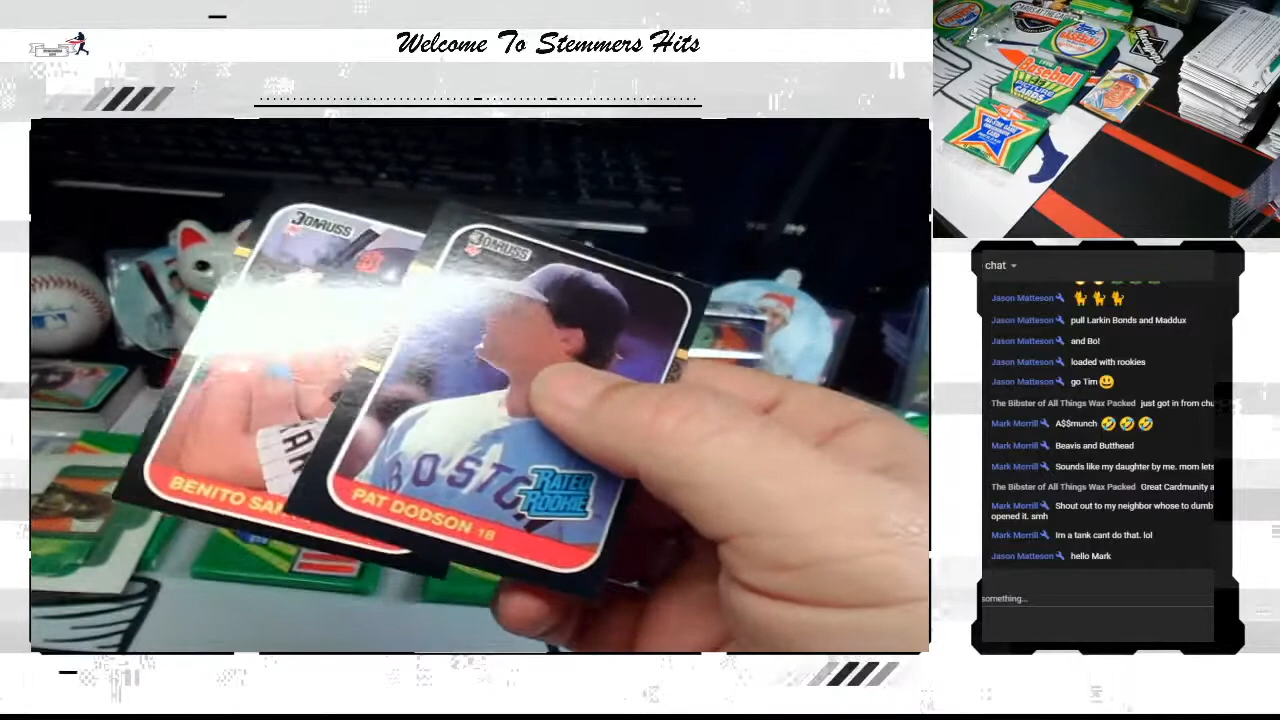 Welcome To Stemmers Hits
DONRUSS
DONRUSS
BOSTO
RATED
ROOKIE
BENITO SAN
PAT DODSON 1B
Baseball
chat
Jason Matteson
Jason Matteson pull Larkin Bonds and Maddux
Jason Matteson and Bo!
Jason Matteson loaded with rookies
Jason Matteson go Tim
The Bibster of All Things Wax Packed just got in from chu
Mark Morrill A$$munch
Mark Morrill Beavis and Butthead
Mark Morrill Sounds like my daughter by me. mom lets
The Bibster of All Things Wax Packed Great Cardmunity a
Mark Morrill Shout out to my neighbor whose to dumb
opened it. smh
Mark Morrill Im a tank cant do that. lol
Jason Matteson hello Mark
something...